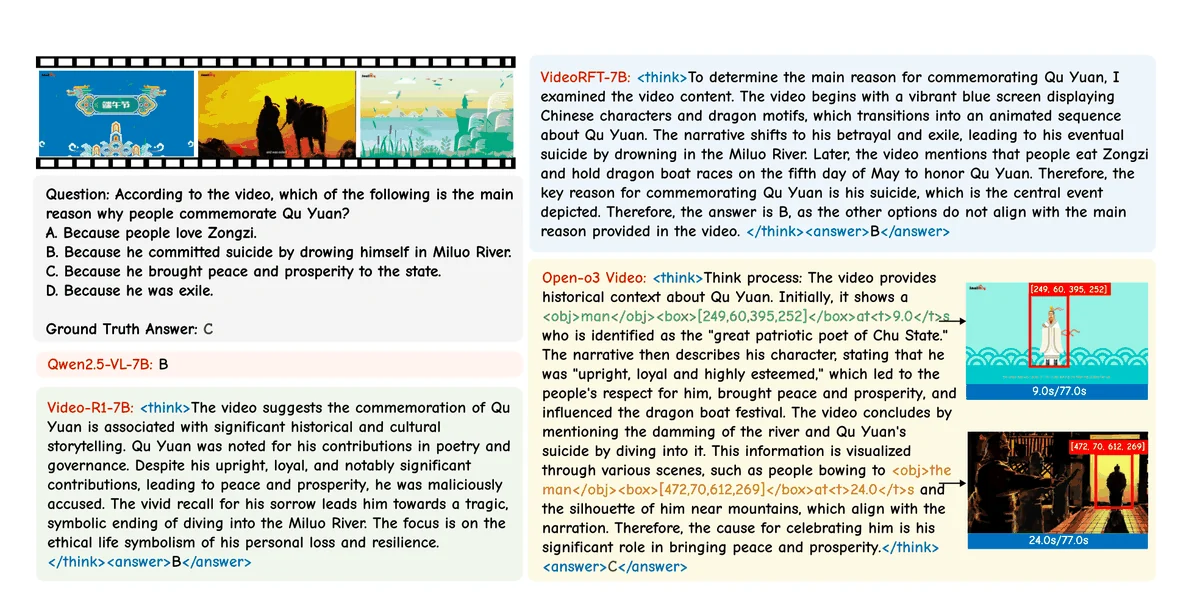 端午节
Question: According to the video, which of the following is the main
reason why people commemorate Qu Yuan?
A. Because people love Zongzi.
B. Because he committed suicide by drowing himself in Miluo River.
C. Because he brought peace and prosperity to the state.
D. Because he was exile.
Ground Truth Answer: C
Qwen2.5-VL-7B: B
Video-R1-7B: <think>The video suggests the commemoration of Qu
Yuan is associated with significant historical and cultural
storytelling. Qu Yuan was noted for his contributions in poetry and
governance. Despite his upright, loyal, and notably significant
contributions, leading to peace and prosperity, he was maliciously
accused. The vivid recall for his sorrow leads him towards a tragic,
symbolic ending of diving into the Miluo River. The focus is on the
ethical life symbolism of his personal loss and resilience.
</think><answer>B</answer>
VideoRFT-7B: <think>To determine the main reason for commemorating Qu Yuan, I
examined the video content. The video begins with a vibrant blue screen displaying
Chinese characters and dragon motifs, which transitions into an animated sequence
about Qu Yuan. The narrative shifts to his betrayal and exile, leading to his eventual
suicide by drowning in the Miluo River. Later, the video mentions that people eat Zongzi
and hold dragon boat races on the fifth day of May to honor Qu Yuan. Therefore, the
key reason for commemorating Qu Yuan is his suicide, which is the central event
depicted. Therefore, the answer is B, as the other options do not align with the main
reason provided in the video. </think><answer>B</answer>
Open-o3 Video: <think>Think process: The video provides
historical context about Qu Yuan. Initially, it shows a
<obj>man</obj><box>[249,60,395,252]</box>at<t>9.0</t>s
who is identified as the "great patriotic poet of Chu State."
The narrative then describes his character, stating that he
was "upright, loyal and highly esteemed," which led to the
people's respect for him, brought peace and prosperity, and
influenced the dragon boat festival. The video concludes by
mentioning the damming of the river and Qu Yuan's
suicide by diving into it. This information is visualized
through various scenes, such as people bowing to <obj>the
man</obj><box>[472,70,612,269]</box>at<t>24.0</t>s and
the silhouette of him near mountains, which align with the
narration. Therefore, the cause for celebrating him is his
significant role in bringing peace and prosperity.</think>
<answer>C</answer>
[249, 60, 395, 252]
9.0s/77.0s
[472, 70, 612, 269]
24.0s/77.0s